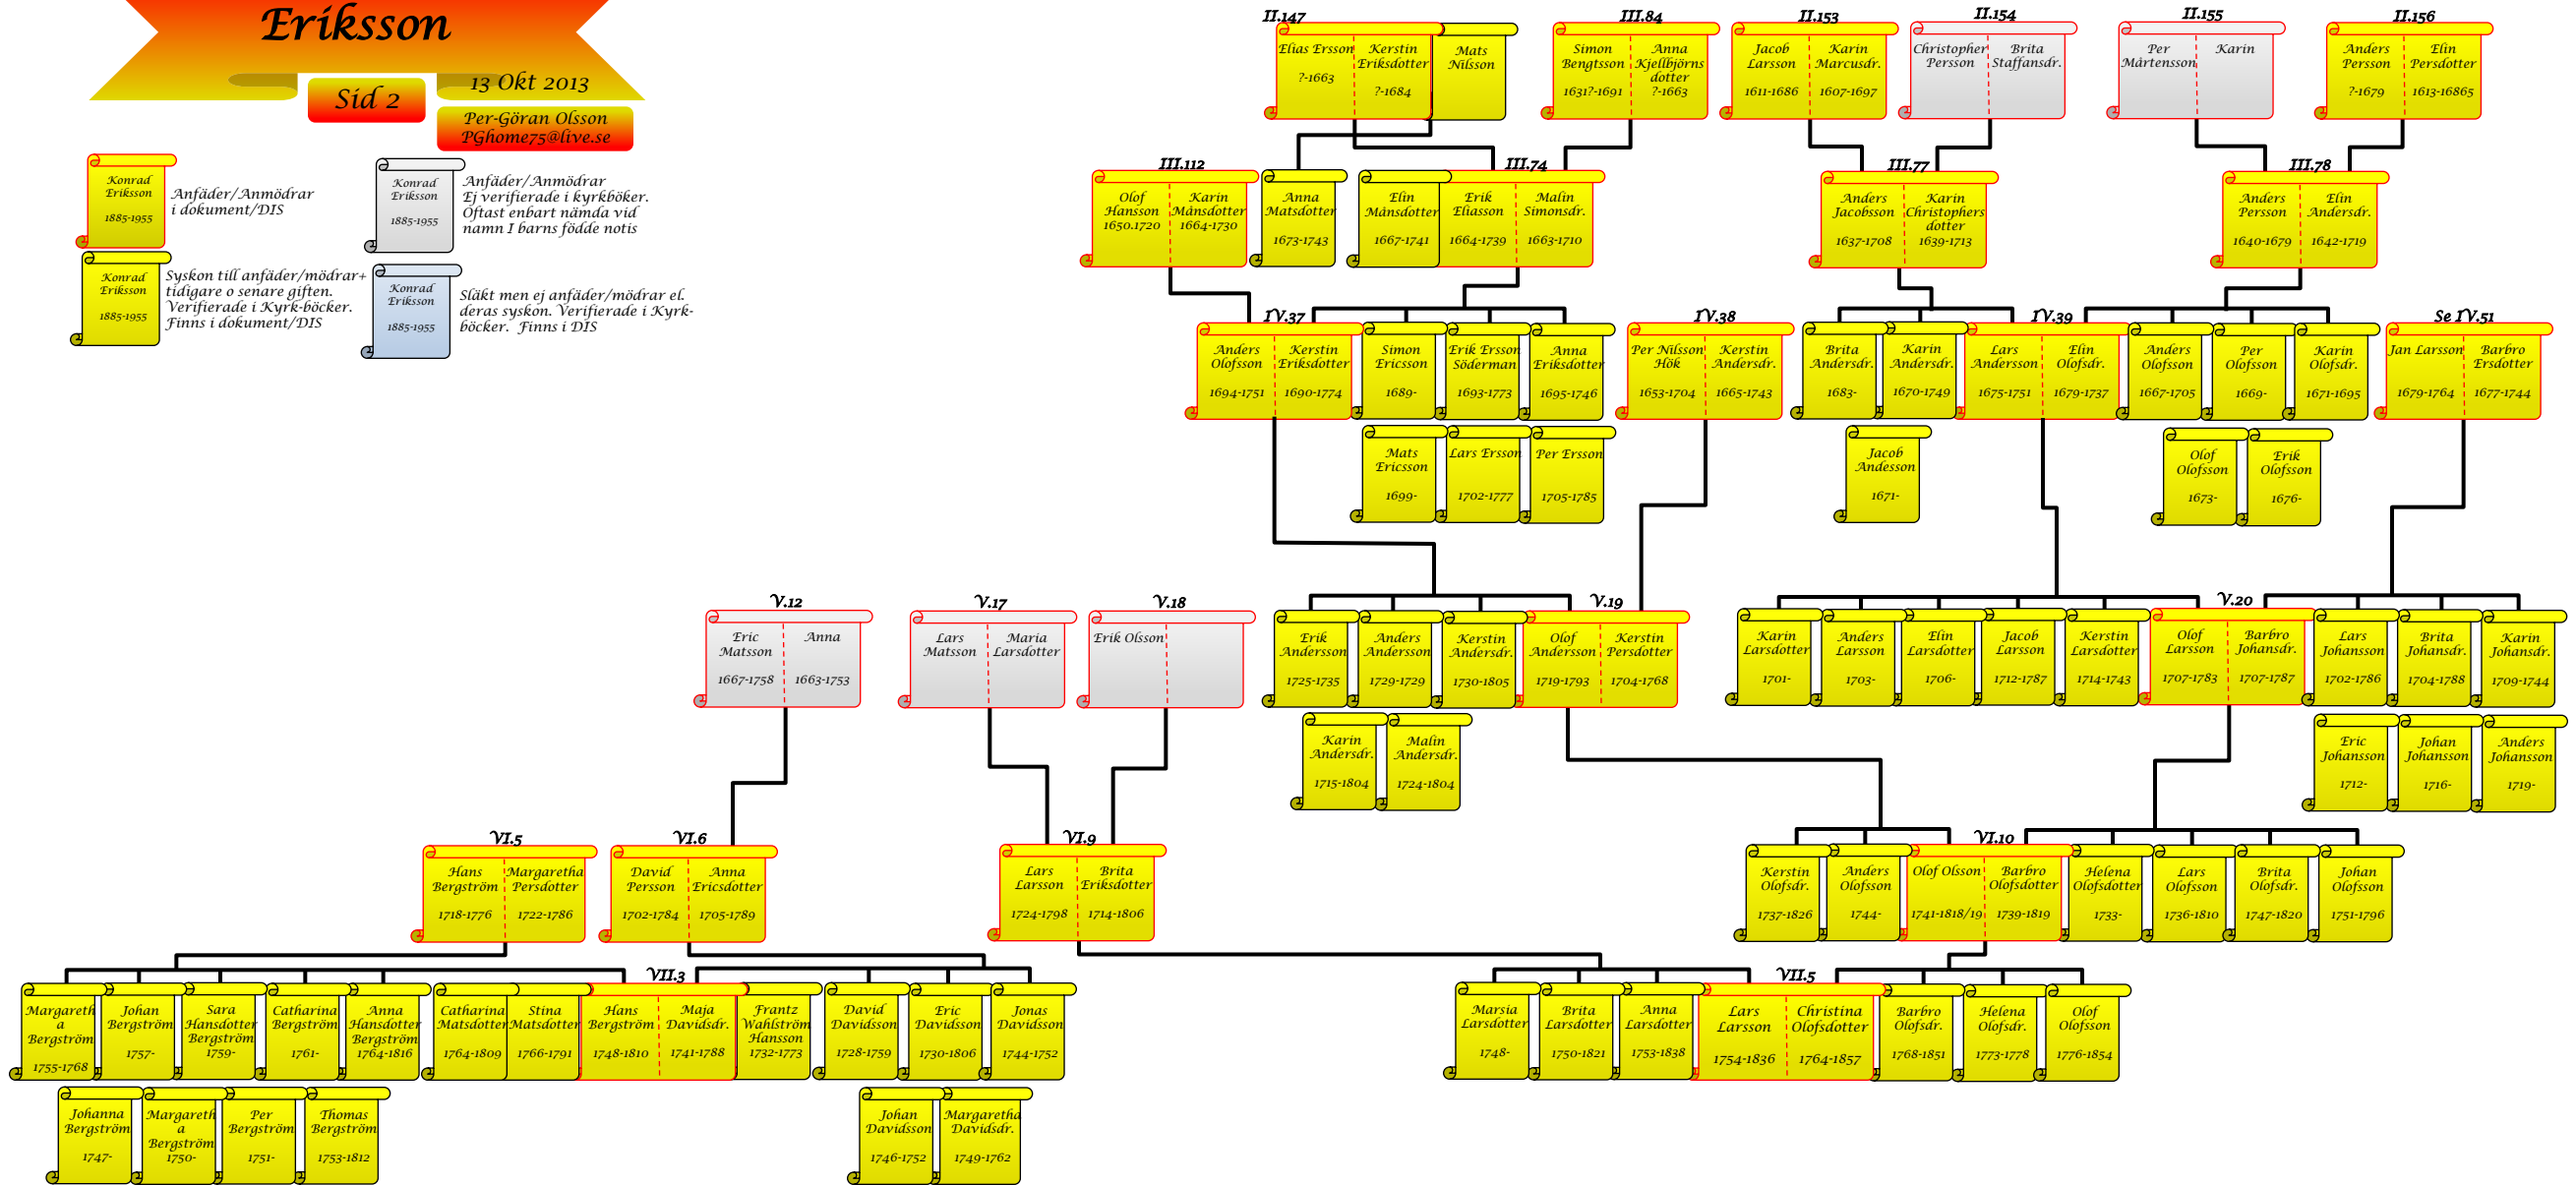 Eriksson
13 Okt 2013
Sid 2
Per-Göran Olsson
PGhome75@live.se
Konrad
Eriksson
1885-1955
Anfäder/Anmödrar
i dokument/DIS
Konrad
Eriksson
1885-1955
Anfäder/Anmödrar
Ej verifierade i kyrkböker.
Oftast enbart nämda vid
namn I barns födde notis
Konrad
Eriksson
1885-1955
Syskon till anfäder/mödrar+
tidigare o senare giften.
Verifierade i Kyrk-böcker.
Finns i dokument/DIS
Konrad
Eriksson
1885-1955
Släkt men ej anfäder/mödrar el.
deras syskon. Verifierade i Kyrk-
böcker. Finns i DIS
II.147
Elias Ersson
?-1663
Kerstin
Eriksdotter
?-1684
Mats
Nilsson
III.84
Simon
Bengtsson
1631?-1691
Anna
Kjellbjörns
dotter
?-1663
II.153
Jacob
Larsson
1611-1686
Karin
Marcusdr.
1607-1697
II.154
Christopher
Persson
Brita
Staffansdr.
II.155
Per
Mårtensson
Karin
II.156
Anders
Persson
?-1679
Elin
Persdotter
1613-16865
III.112
Olof
Hansson
1650.1720
Karin
Månsdotter
1664-1730
Anna
Matsdotter
1673-1743
Elin
Månsdotter
1667-1741
III.74
Erik
Eliasson
1664-1739
Malin
Simonsdr.
1663-1710
III.77
Anders
Jacobsson
1637-1708
Karin
Christophers
dotter
1639-1713
III.78
Anders
Persson
1640-1679
Elin
Andersdr.
1642-1719
IV.37
Anders
Olofsson
1694-1751
Kerstin
Eriksdotter
1690-1774
Simon
Ericsson
1689-
Erik Ersson
Söderman
1693-1773
Anna
Eriksdotter
1695-1746
IV.38
Per Nilsson
Hök
1653-1704
Kerstin
Andersdr.
1665-1743
Brita
Andersdr.
1683-
Karin
Andersdr.
1670-1749
IV.39
Lars
Andersson
1675-1751
Elin
Olofsdr.
1679-1737
Anders
Olofsson
1667-1705
Per
Olofsson
1669-
Karin
Olofsdr.
1671-1695
Se IV.51
Jan Larsson
1679-1764
Barbro
Ersdotter
1677-1744
Mats
Ericsson
1699-
Lars Ersson
1702-1777
Per Ersson
1705-1785
Jacob
Andesson
1671-
Olof
Olofsson
1673-
Erik
Olofsson
1676-
V.12
Eric
Matsson
1667-1758
Anna
1663-1753
V.17
Lars
Matsson
Maria
Larsdotter
V.18
Erik Olsson
Erik
Andersson
1725-1735
Anders
Andersson
1729-1729
Kerstin
Andersdr.
1730-1805
V.19
Olof
Andersson
1719-1793
Kerstin
Persdotter
1704-1768
Karin
Larsdotter
1701-
Anders
Larsson
1703-
Elin
Larsdotter
1706-
Jacob
Larsson
1712-1787
Kerstin
Larsdotter
1714-1743
V.20
Olof
Larsson
1707-1783
Barbro
Johansdr.
1707-1787
Lars
Johansson
1702-1786
Brita
Johansdr.
1704-1788
Karin
Johansdr.
1709-1744
Karin
Andersdr.
1715-1804
Malin
Andersdr.
1724-1804
Eric
Johansson
1712-
Johan
Johansson
1716-
Anders
Johansson
1719-
VI.5
Hans
Bergström
1718-1776
Margaretha
Persdotter
1722-1786
VI.6
David
Persson
1702-1784
Anna
Ericsdotter
1705-1789
VI.9
Lars
Larsson
1724-1798
Brita
Eriksdotter
1714-1806
Kerstin
Olofsdr.
1737-1826
Anders
Olofsson
1744-
VI.10
Olof Olsson
1741-1818/19
Barbro
Olofsdotter
1739-1819
Helena
Olofsdotter
1733-
Lars
Olofsson
1736-1810
Brita
Olofsdr.
1747-1820
Johan
Olofsson
1751-1796
Margareth
a
Bergström
1755-1768
Johan
Bergström
1757-
Sara
Hansdotter
Bergström
1759-
Catharina
Bergström
1761-
Anna
Hansdotter
Bergström
1764-1816
Catharina
Matsdotter
1764-1809
Stina
Matsdotter
1766-1791
VII.3
Hans
Bergström
1748-1810
Maja
Davidsdr.
1741-1788
Frantz
Wahlström
Hansson
1732-1773
David
Davidsson
1728-1759
Eric
Davidsson
1730-1806
Jonas
Davidsson
1744-1752
Marsia
Larsdotter
1748-
Brita
Larsdotter
1750-1821
Anna
Larsdotter
1753-1838
VII.5
Lars
Larsson
1754-1836
Christina
Olofsdotter
1764-1857
Barbro
Olofsdr.
1768-1851
Helena
Olofsdr.
1773-1778
Olof
Olofsson
1776-1854
Johanna
Bergström
1747-
Margareth
a
Bergström
1750-
Per
Bergström
1751-
Thomas
Bergström
1753-1812
Johan
Davidsson
1746-1752
Margaretha
Davidsdr.
1749-1762